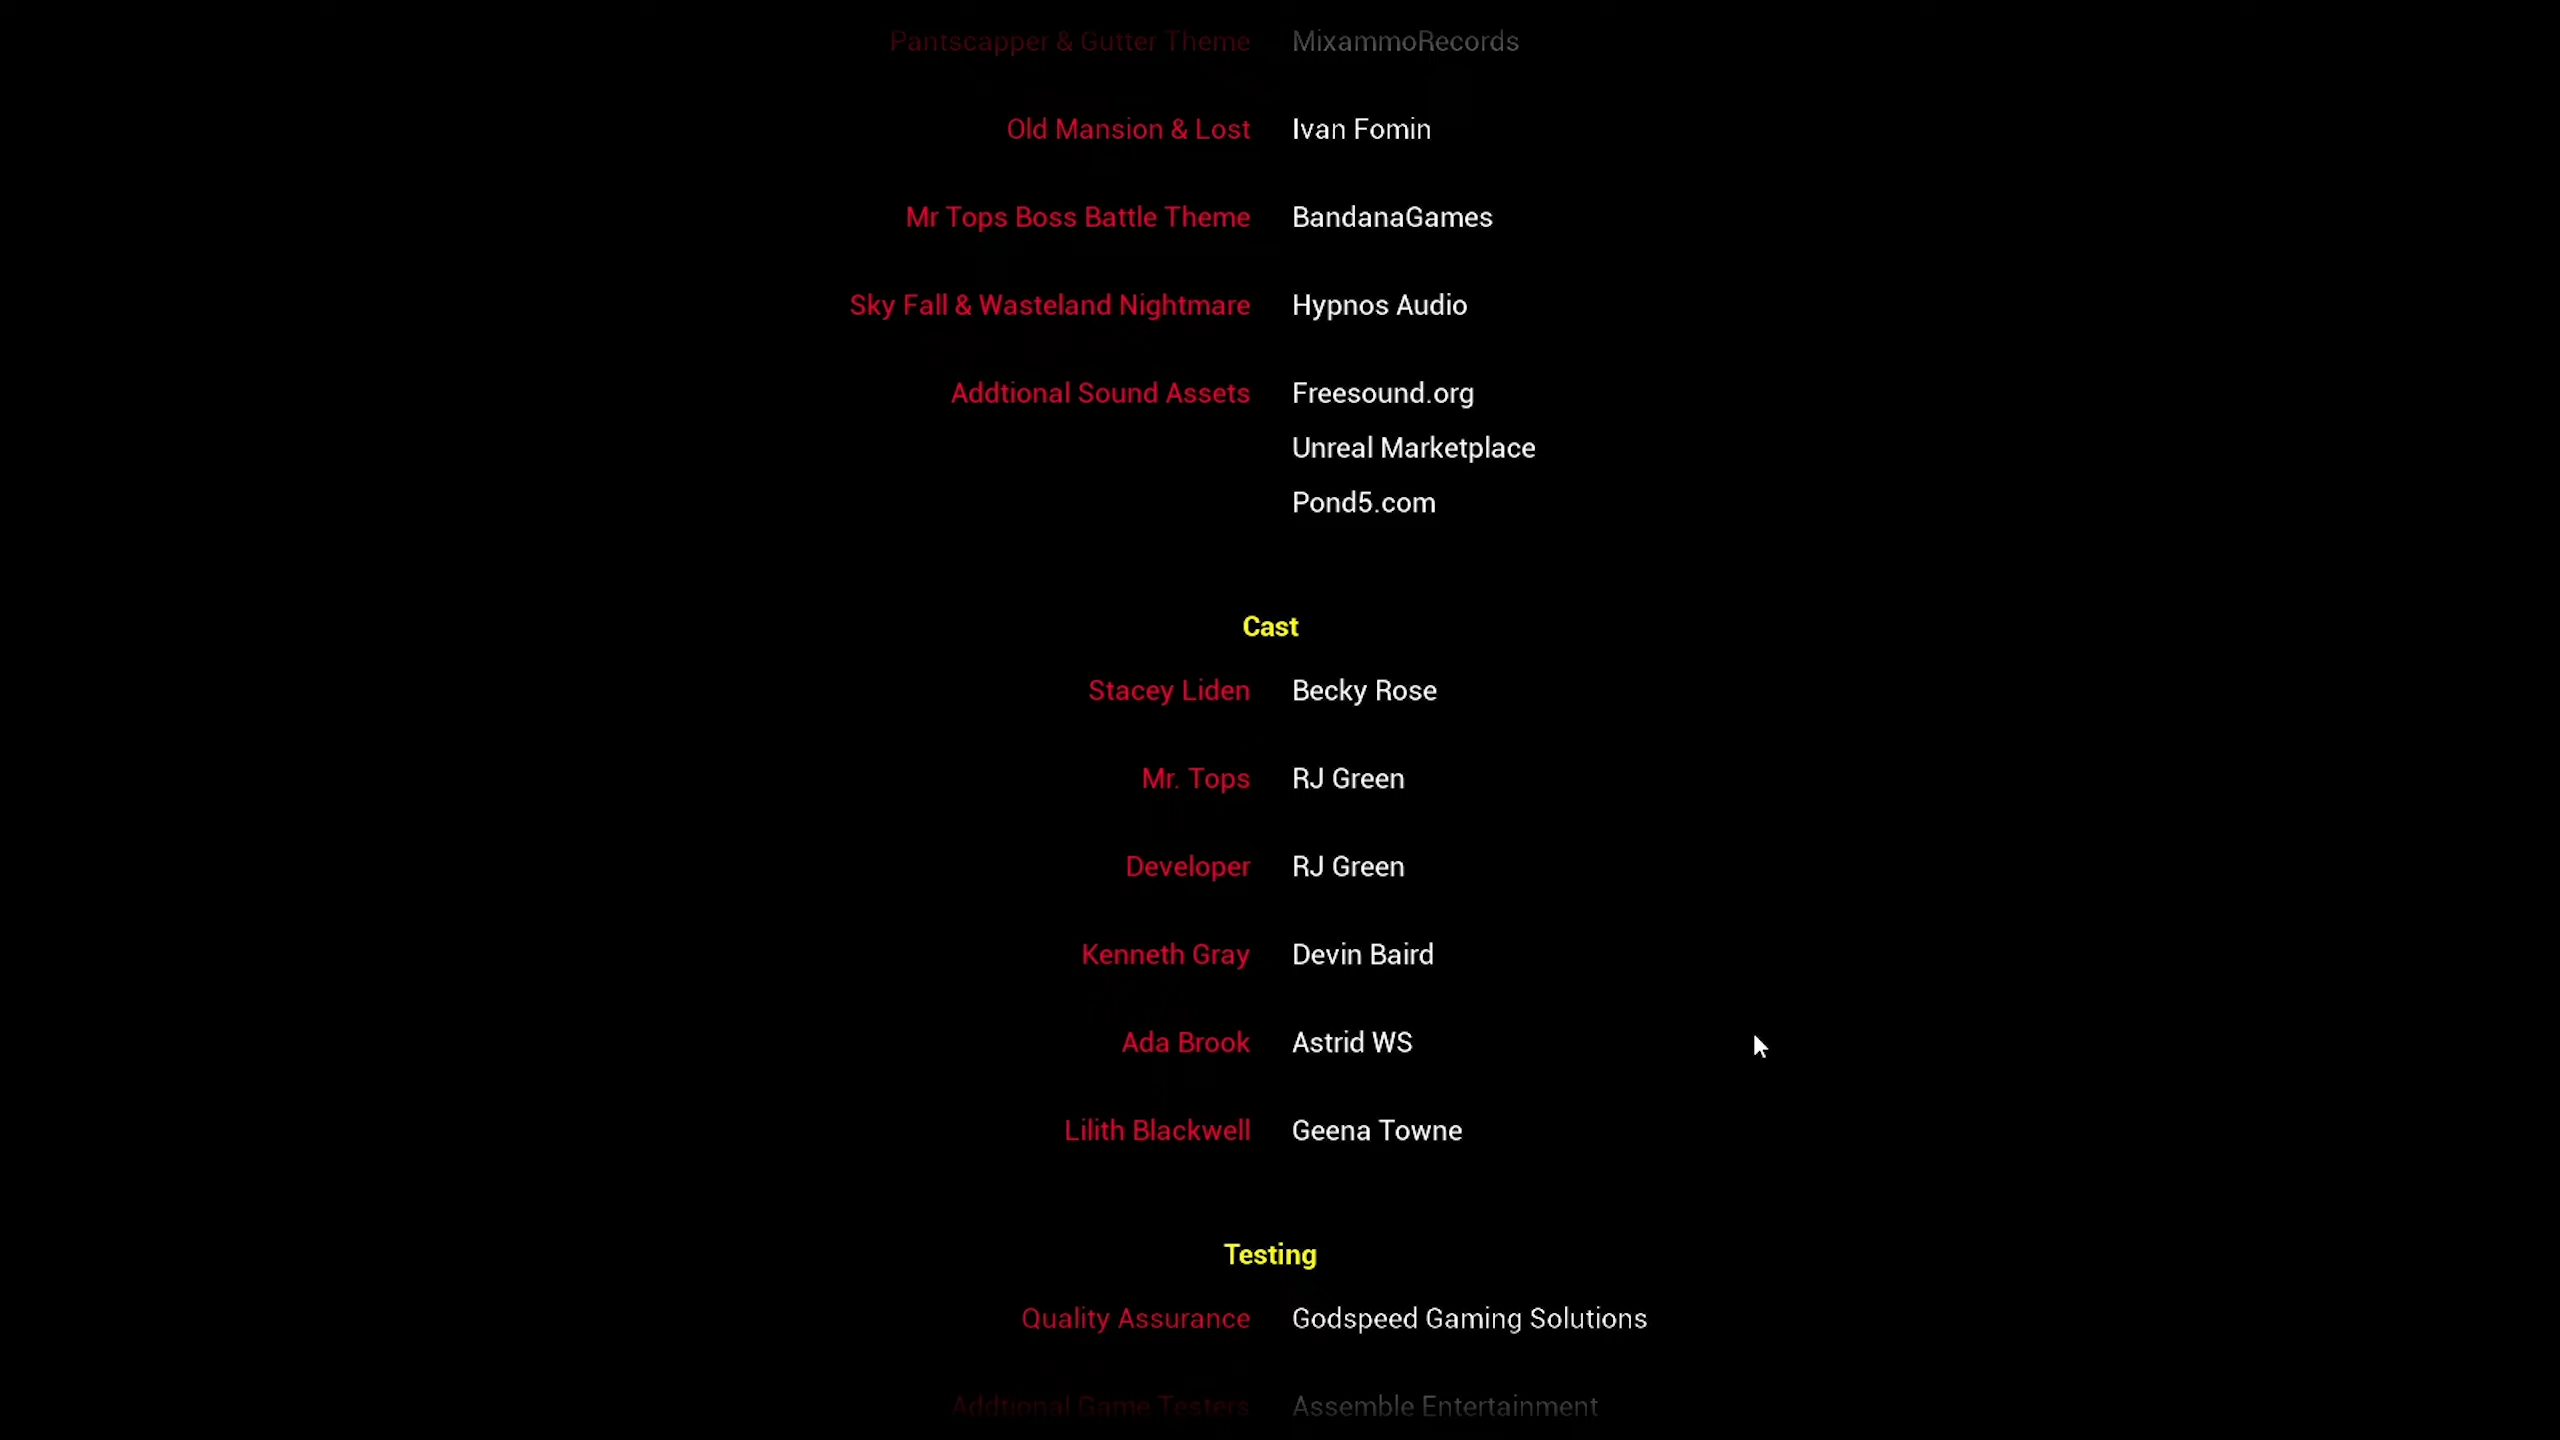 Pantscapper & Gutter Theme MixammoRecords
Old Mansion & Lost Ivan Fomin
Mr Tops Boss Battle Theme BandanaGames
Sky Fall & Wasteland Nightmare Hypnos Audio
Addtional Sound Assets Freesound.org
Unreal Marketplace
Pond5.com
Cast
Stacey Liden Becky Rose
Mr. Tops RJ Green
Developer RJ Green
Kenneth Gray Devin Baird
Ada Brook Astrid WS
Lilith Blackwell Geena Towne
Testing
Quality Assurance Godspeed Gaming Solutions
Addtional Game Testers Assemble Entertainment